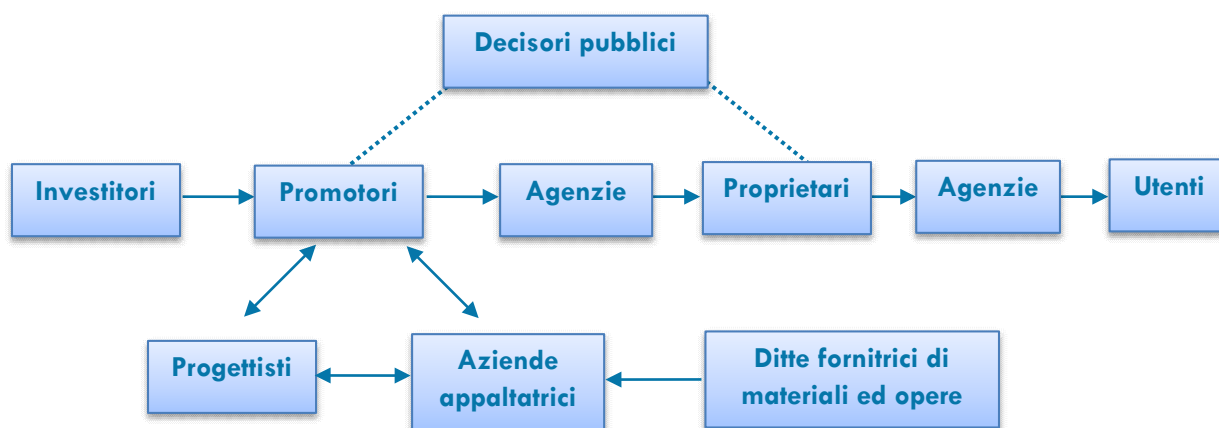 Decisori pubblici
Investitori
Promotori
Agenzie
Proprietari
Agenzie
Utenti
Progettisti
Aziende
appaltatrici
Ditte fornitrici di
materiali ed opere